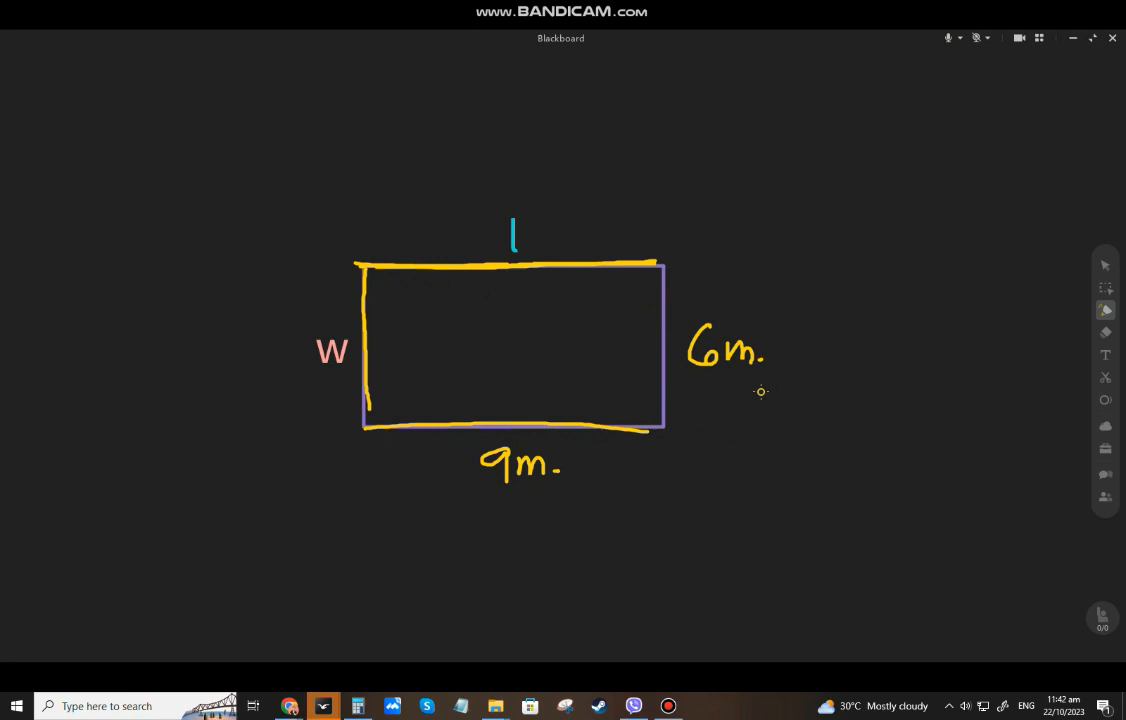 www.BANDICAM.com
Blackboard
l
W
6m.
9m.
0/0
Type here to search
30°C Mostly cloudy
ENG
11:42 am
22/10/2023
1